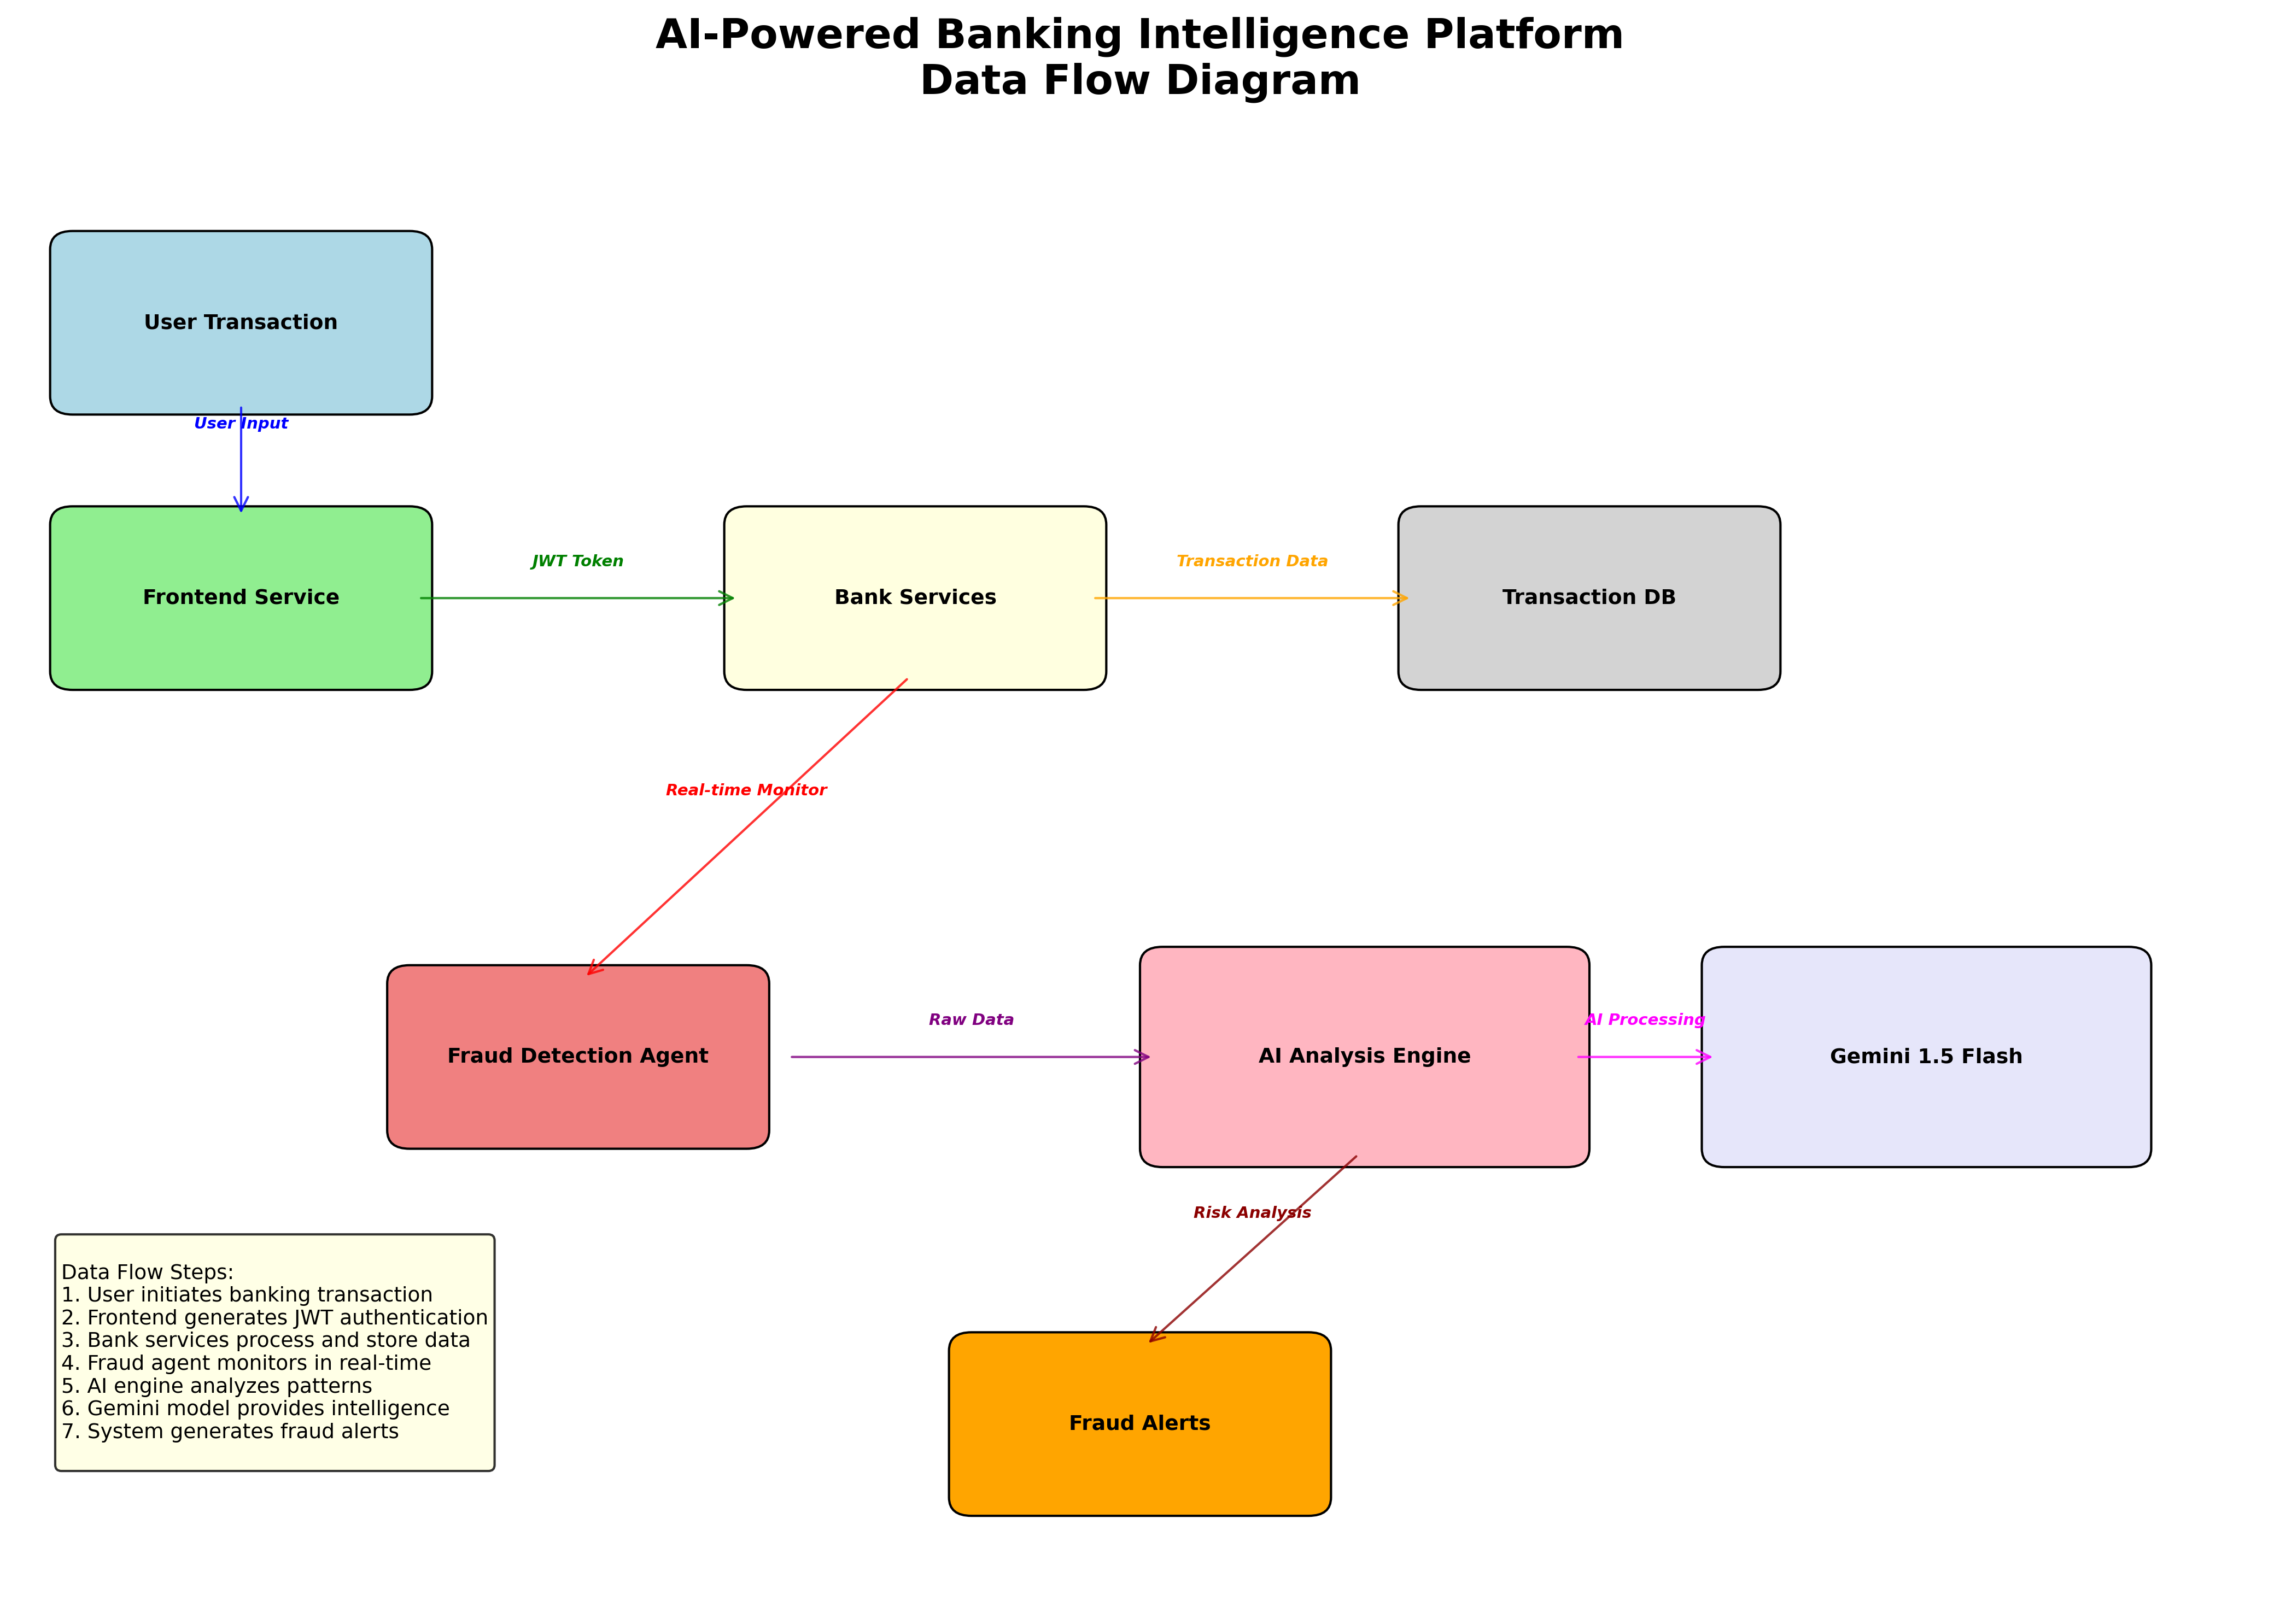 AI-Powered Banking Intelligence Platform
Data Flow Diagram
User Transaction
User Input
Frontend Service
JWT Token
Bank Services
Transaction Data
Transaction DB
Real-time Monitor
Fraud Detection Agent
Raw Data
AI Analysis Engine
AI Processing
Gemini 1.5 Flash
Risk Analysis
Fraud Alerts
Data Flow Steps:
1. User initiates banking transaction
2. Frontend generates JWT authentication
3. Bank services process and store data
4. Fraud agent monitors in real-time
5. AI engine analyzes patterns
6. Gemini model provides intelligence
7. System generates fraud alerts